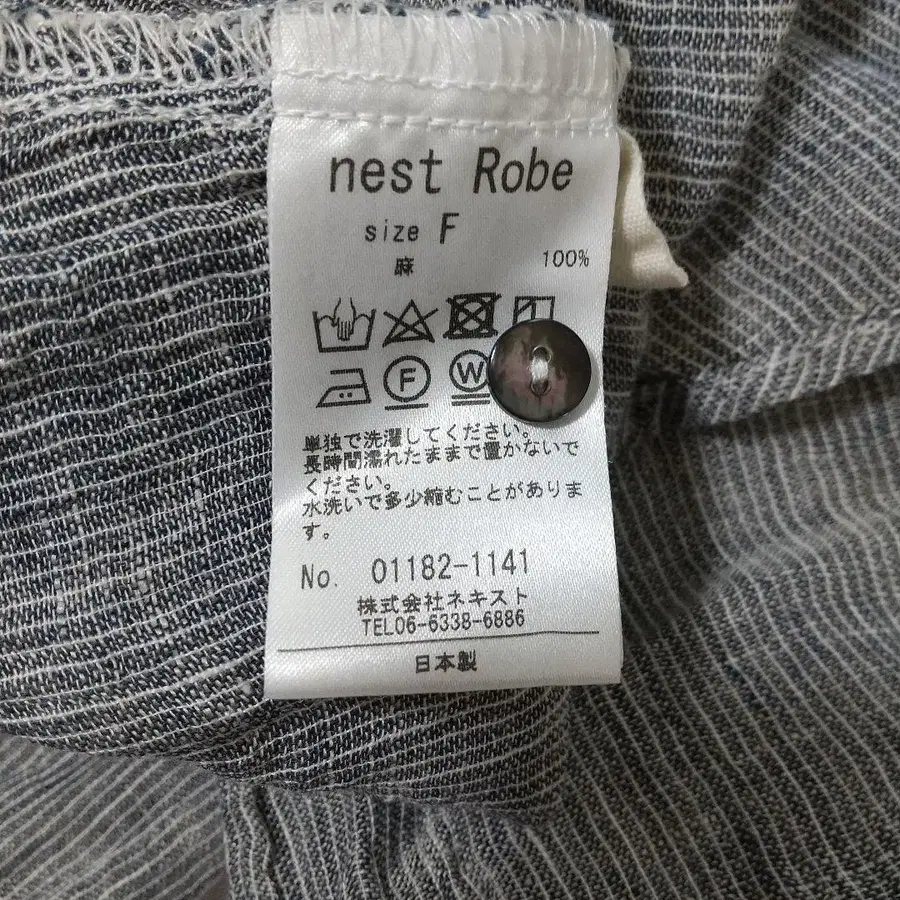 nest Robe
size F
麻 100%
F W
単独で洗濯してください。
長時間濡れたままで置かないで
ください。
水洗いで多少縮むことがありま
す。
No. 01182-1141
株式会社ネキスト
TEL06-6338-6886
日本製